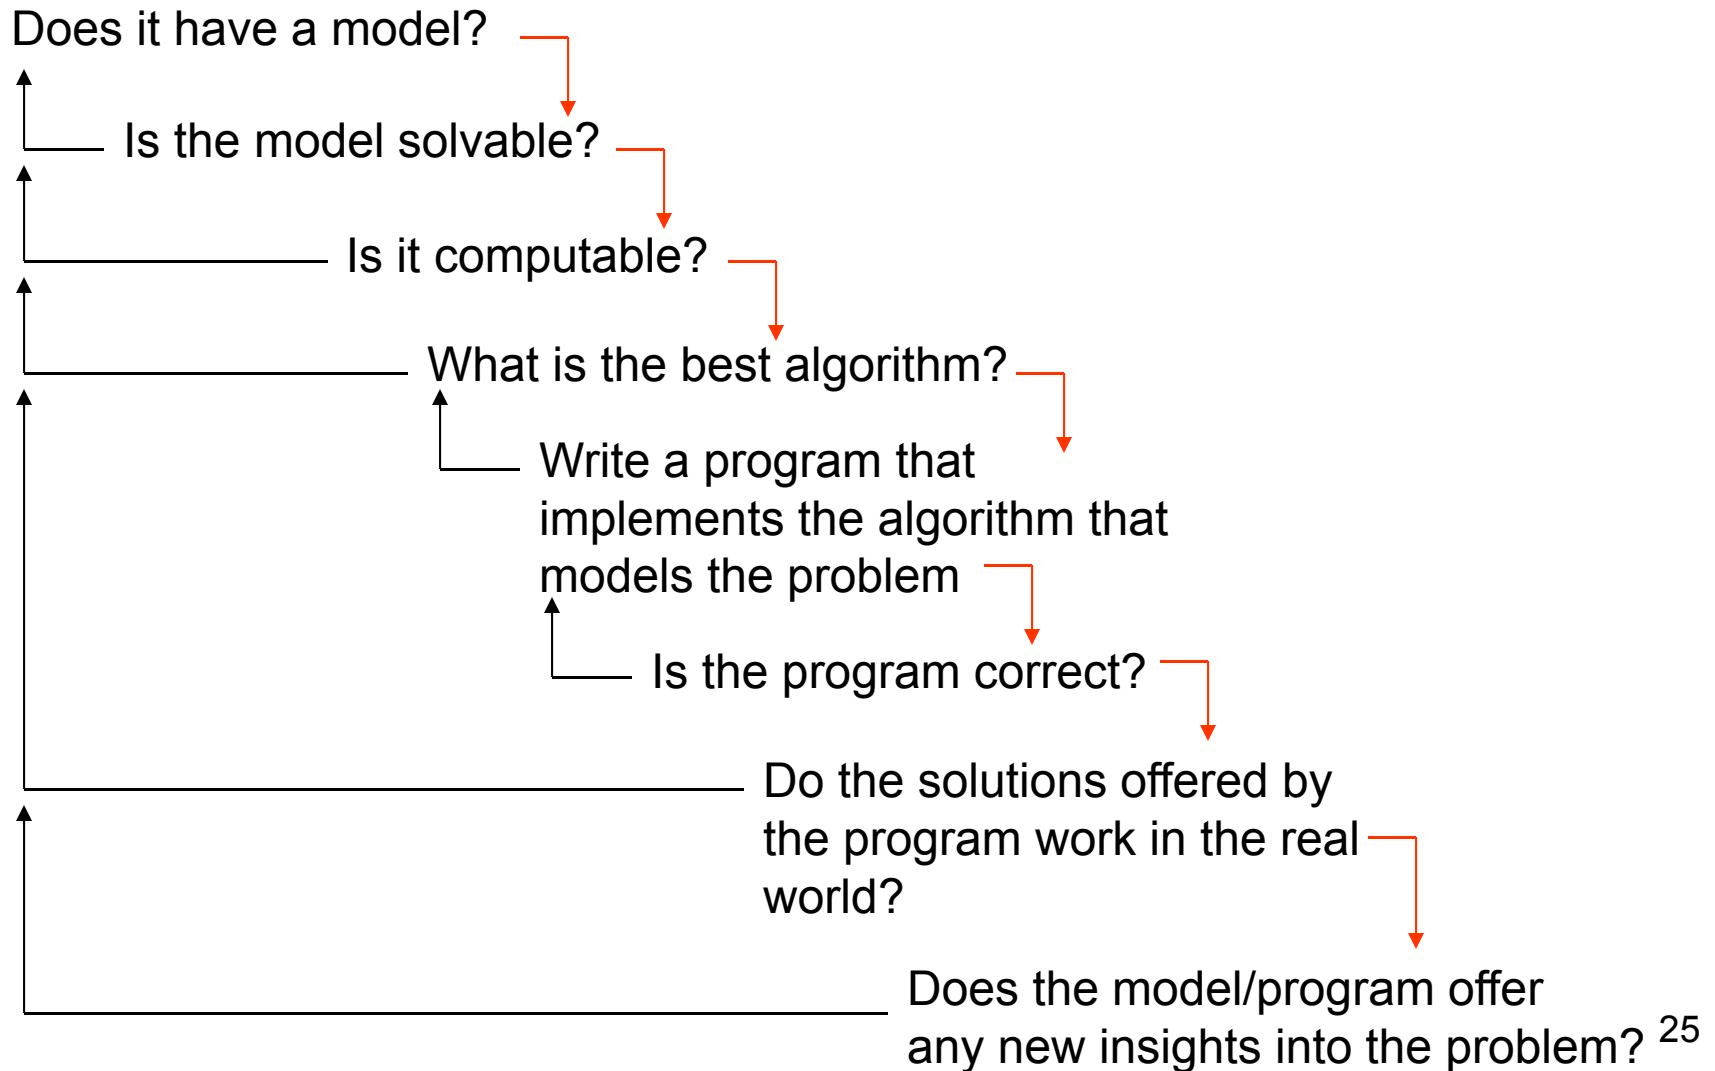 Does it have a model?
Is the model solvable?
Is it computable?
What is the best algorithm?
Write a program that
implements the algorithm that
models the problem
Is the program correct?
Do the solutions offered by
the program work in the real
world?
Does the model/program offer
any new insights into the problem? 25